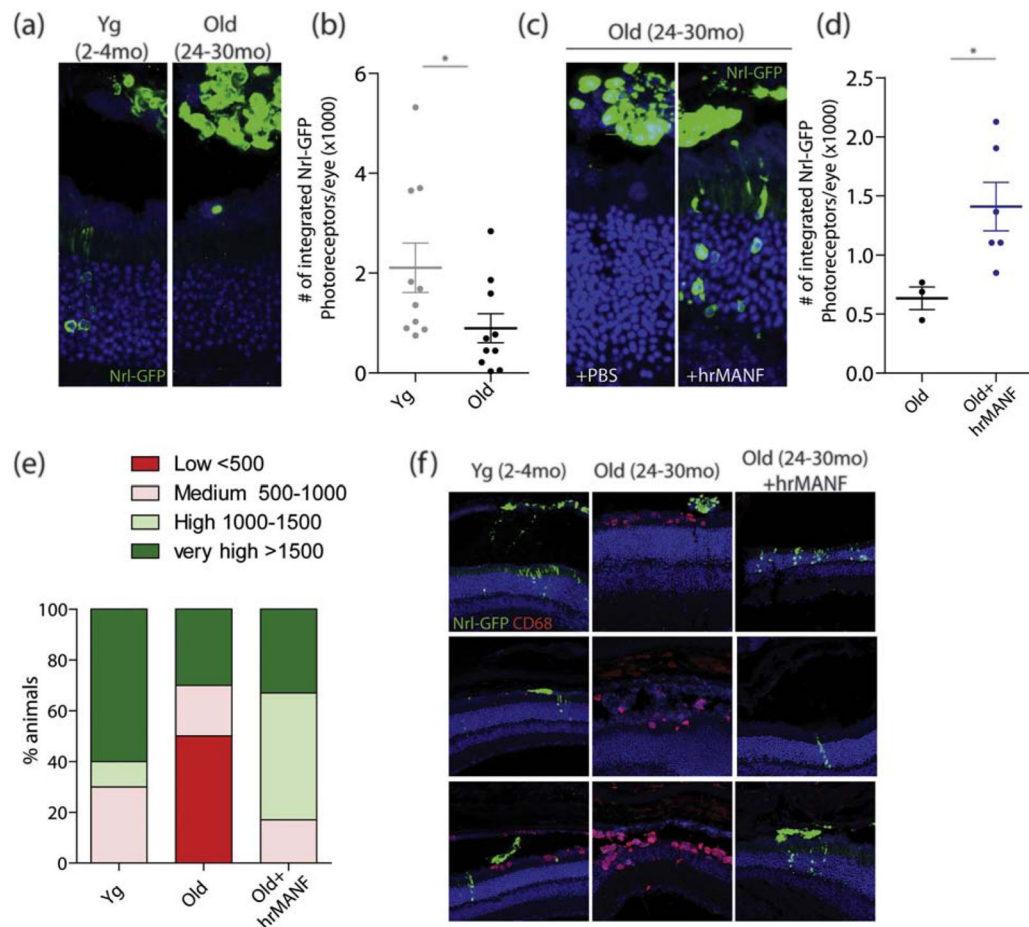 (a)
Yg
(2-4mo)
Old
(24-30mo)
Nrl-GFP
(b)
*
# of integrated Nrl-GFP
Photoreceptors/eye (x1000)
6
4
2
0
Yg
Old
(c)
Old (24-30mo)
Nrl-GFP
+PBS
+hrMANF
(d)
*
# of integrated Nrl-GFP
Photoreceptors/eye (x1000)
2.5
2.0
1.5
1.0
0.5
0.0
Old
Old+
hrMANF
(e)
Low <500
Medium 500-1000
High 1000-1500
very high >1500
% animals
100
80
60
40
20
0
Yg
Old
Old+
hrMANF
(f)
Yg (2-4mo)
Old (24-30mo)
Old (24-30mo)
+hrMANF
Nrl-GFP CD68